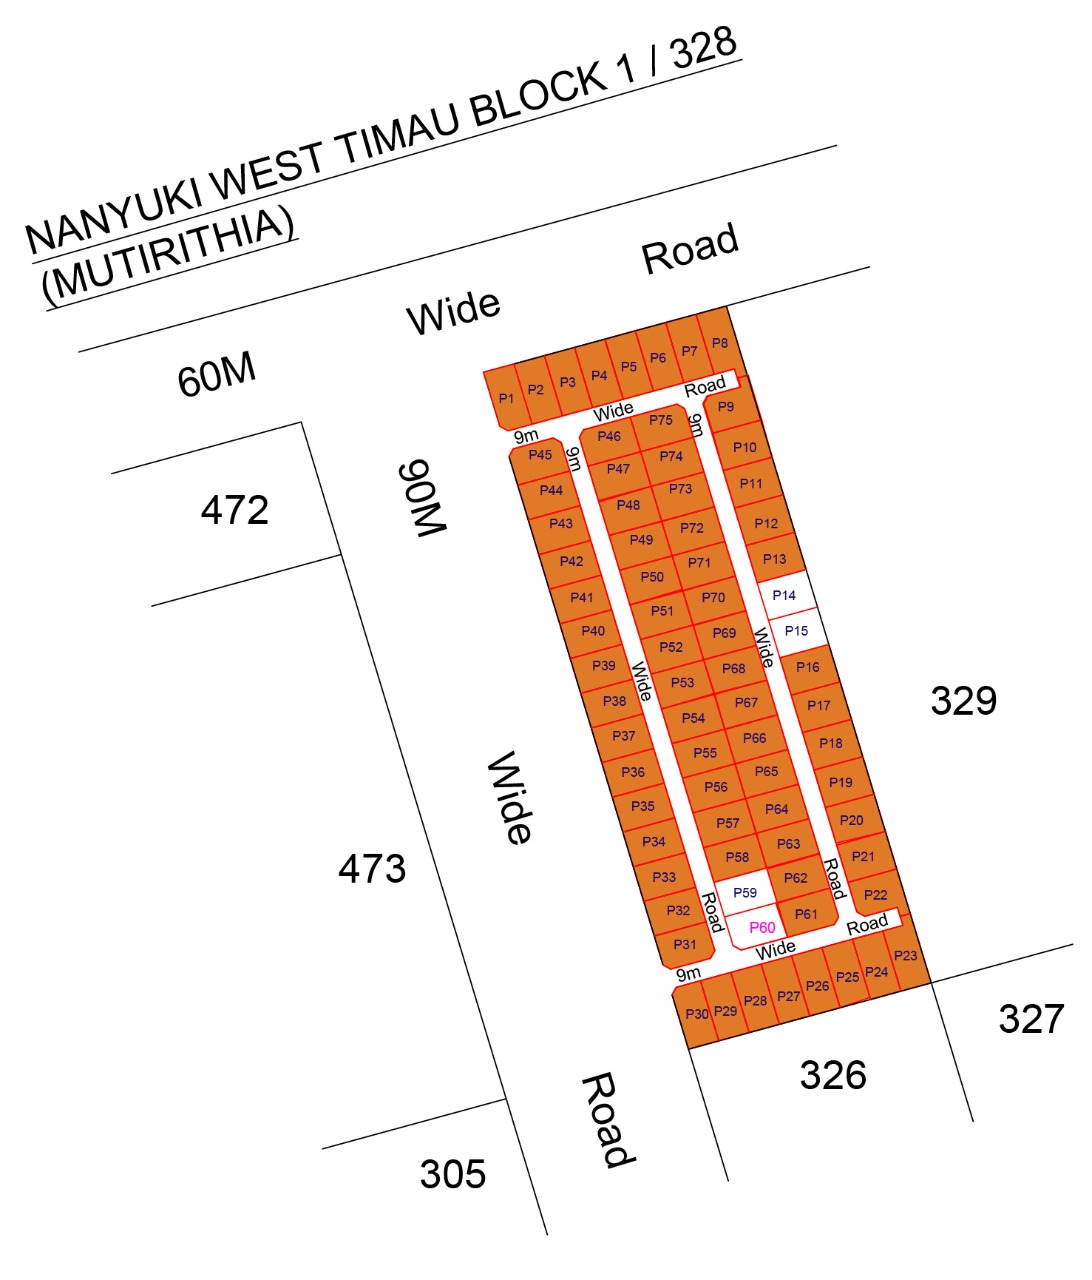 NANYUKI WEST TIMAU BLOCK 1 / 328
(MUTIRITHIA)
60M Wide Road
90M Wide Road
472
473
305
329
327
326
P1
P2
P3
P4
P5
P6
P7
P8
9m Wide Road
P9
P10
P11
P12
P13
P14
P15
P16
P17
P18
P19
P20
P21
P22
9m Wide Road
P23
P24
P25
P26
P27
P28
P29
P30
9m Wide Road
P31
P32
P33
P34
P35
P36
P37
P38
P39
P40
P41
P42
P43
P44
P45
9m Wide Road
P46
P47
P48
P49
P50
P51
P52
P53
P54
P55
P56
P57
P58
P59
P60
P61
P62
P63
P64
P65
P66
P67
P68
P69
P70
P71
P72
P73
P74
P75